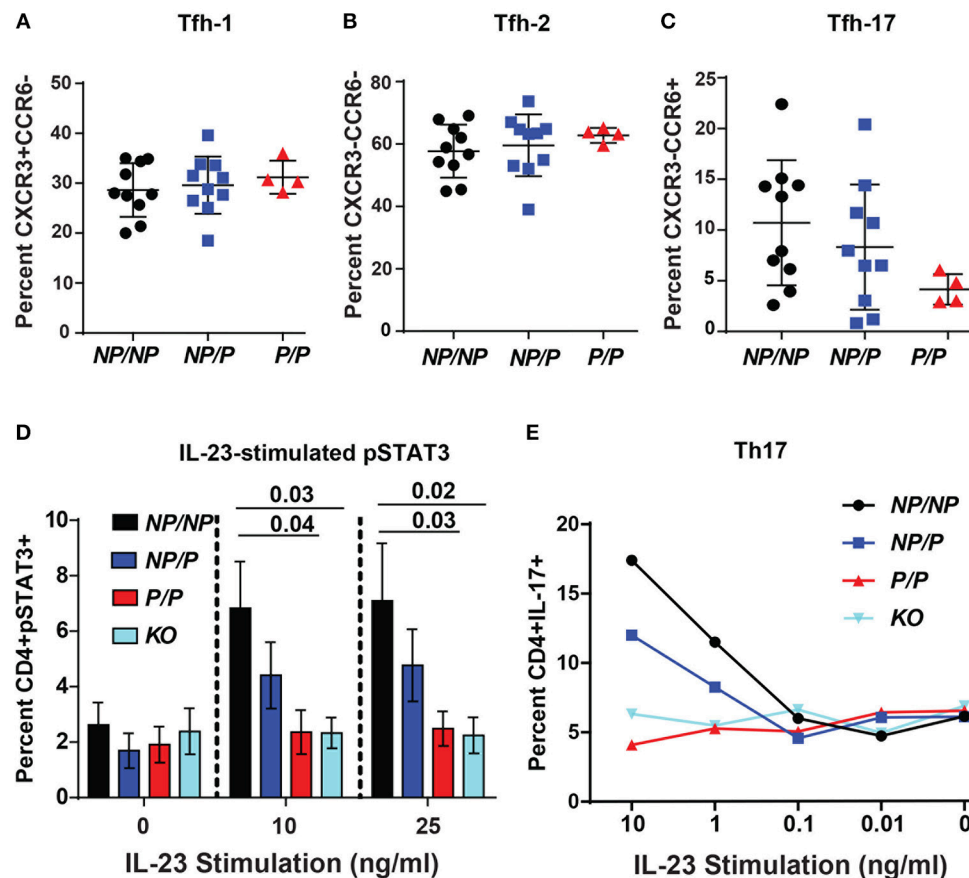 A
Tfh-1
Percent CXCR3+CCR6-
50
40
30
20
10
0
NP/NP NP/P P/P
B
Tfh-2
Percent CXCR3-CCR6-
80
60
40
20
0
NP/NP NP/P P/P
C
Tfh-17
Percent CXCR3-CCR6+
25
20
15
10
5
0
NP/NP NP/P P/P
D
IL-23-stimulated pSTAT3
Percent CD4+pSTAT3+
10
8
6
4
2
0
NP/NP
NP/P
P/P
KO
0.03
0.04
0.02
0.03
0 10 25
IL-23 Stimulation (ng/ml)
E
Th17
Percent CD4+IL-17+
20
15
10
5
0
NP/NP
NP/P
P/P
KO
10 1 0.1 0.01 0
IL-23 Stimulation (ng/ml)